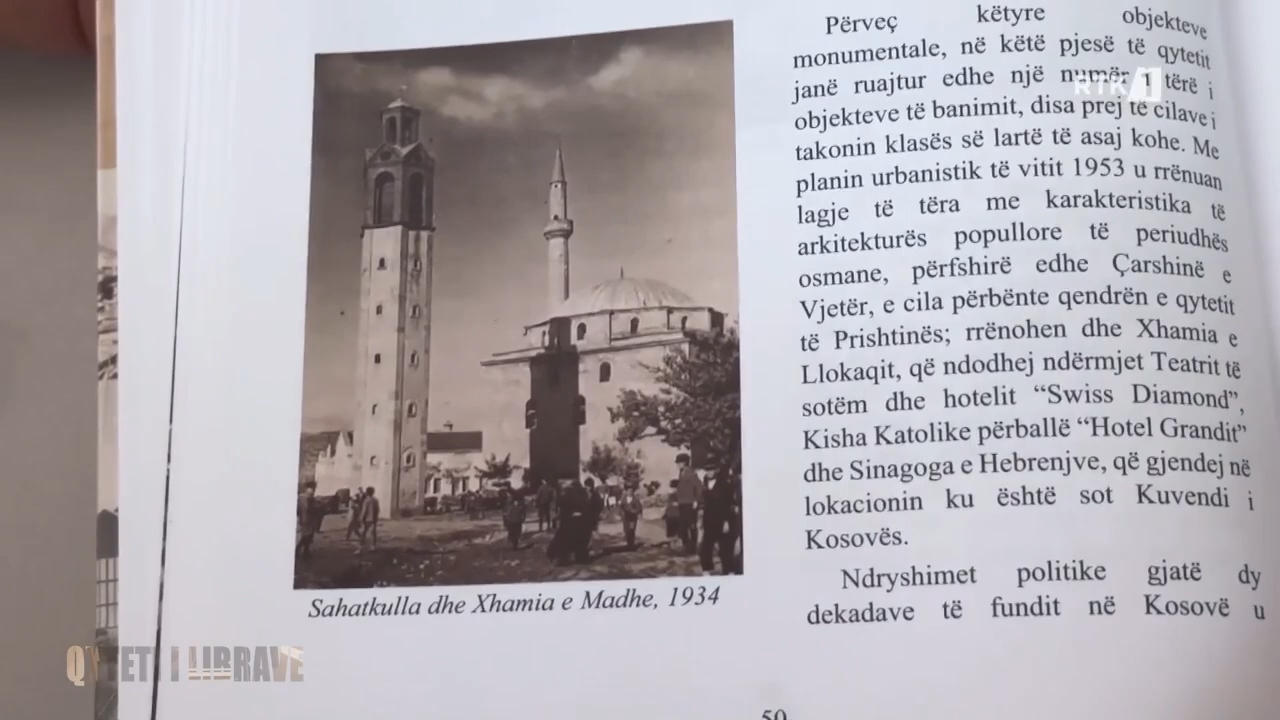 Përveç këtyre objekteve
monumentale, në këtë pjesë të qytetit
janë ruajtur edhe një numër tërë i
objekteve të banimit, disa prej të cilave i
takonin klasës së lartë të asaj kohe. Me
planin urbanistik të vitit 1953 u rrënuan
lagje të tëra me karakteristika të
arkitekturës popullore të periudhës
osmane, përfshirë edhe Çarshinë e
Vjetër, e cila përbënte qendrën e qytetit
të Prishtinës; rrënohen dhe Xhamia e
Llokaqit, që ndodhej ndërmjet Teatrit të
sotëm dhe hotelit “Swiss Diamond”,
Kisha Katolike përballë “Hotel Grandit”
dhe Sinagoga e Hebrenjve, që gjendej në
lokacionin ku është sot Kuvendi i
Kosovës.
Ndryshimet politike gjatë dy
dekadave të fundit në Kosovë u
Sahatkulla dhe Xhamia e Madhe, 1934
50
RTK 1
QYTETI I LIBRAVE